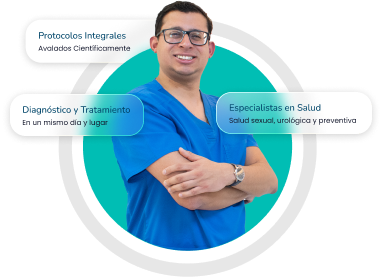 Protocolos Integrales
Avalados Científicamente
Diagnóstico y Tratamiento
En un mismo día y lugar
Especialistas en Salud
Salud sexual, urológica y preventiva